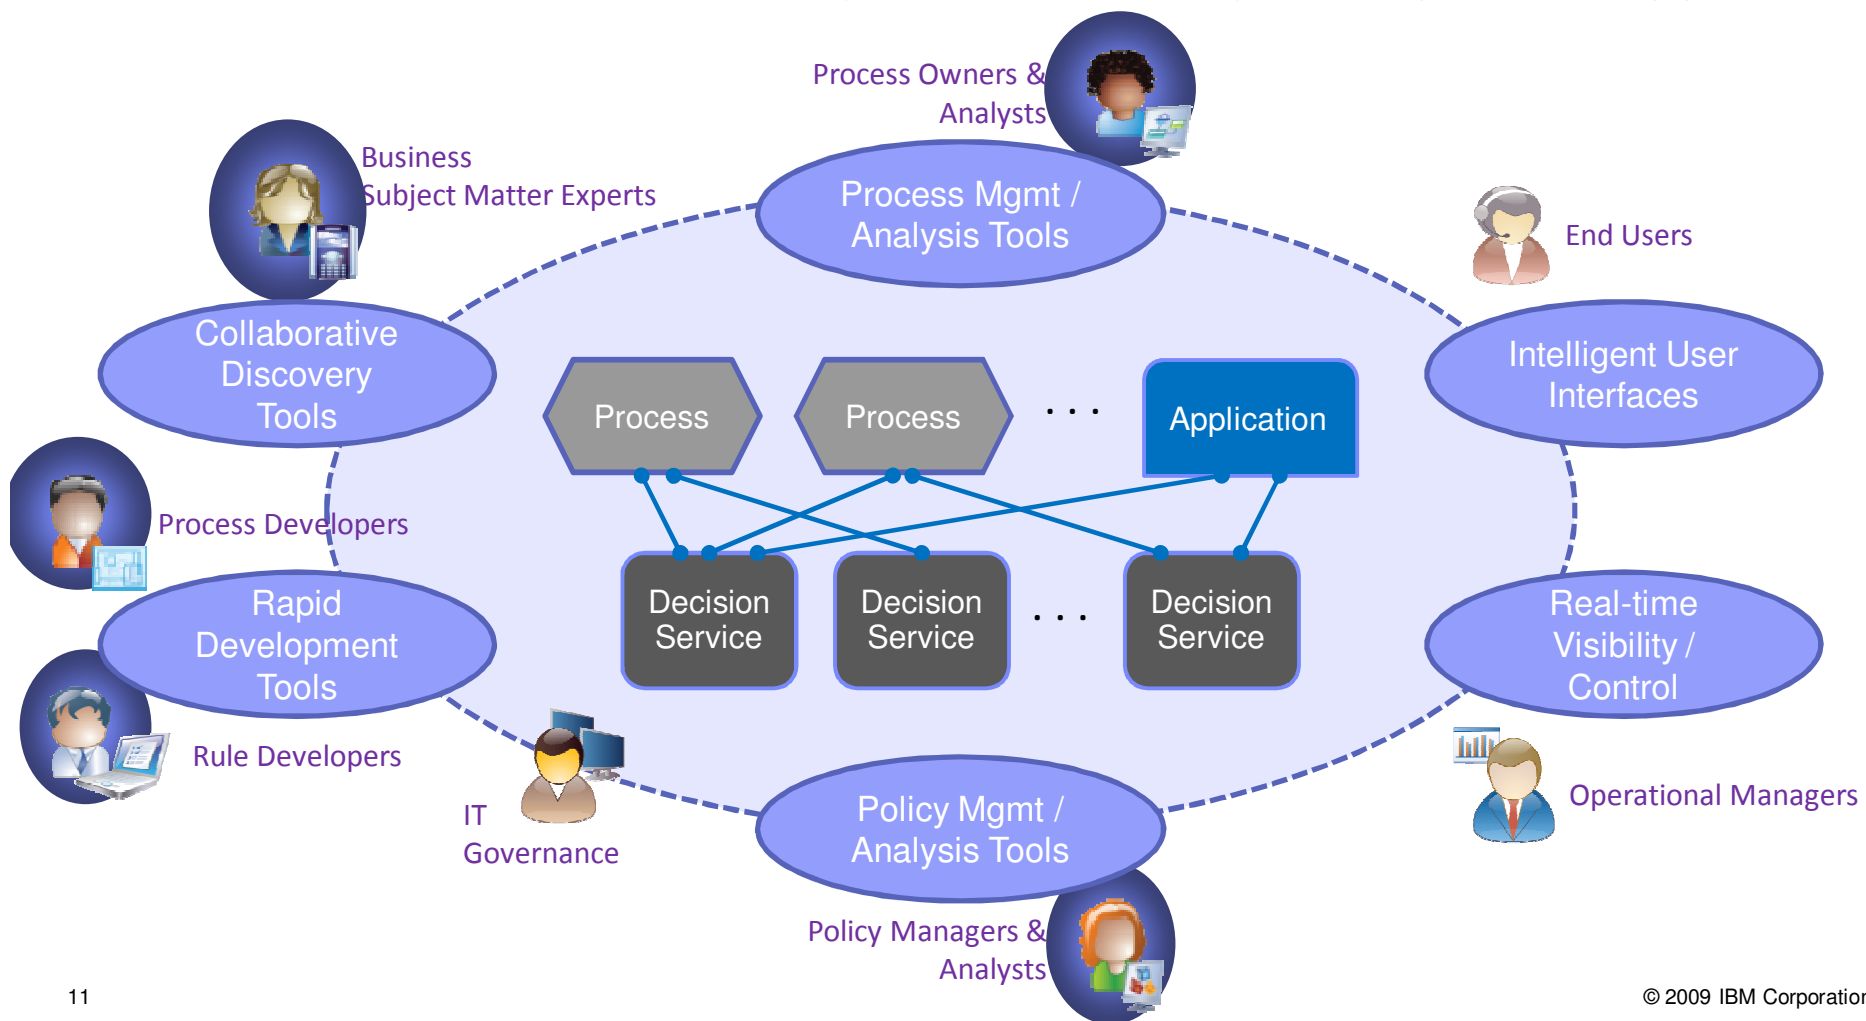 Process Owners &
Analysts
Business
Subject Matter Experts
Process Mgmt /
Analysis Tools
End Users
Collaborative
Discovery
Tools
Intelligent User
Interfaces
Process
Process
. . .
Application
Process Developers
Decision
Service
Decision
Service
. . .
Decision
Service
Rapid
Development
Tools
Real-time
Visibility /
Control
Rule Developers
IT
Governance
Policy Mgmt /
Analysis Tools
Operational Managers
Policy Managers &
Analysts
11
© 2009 IBM Corporation